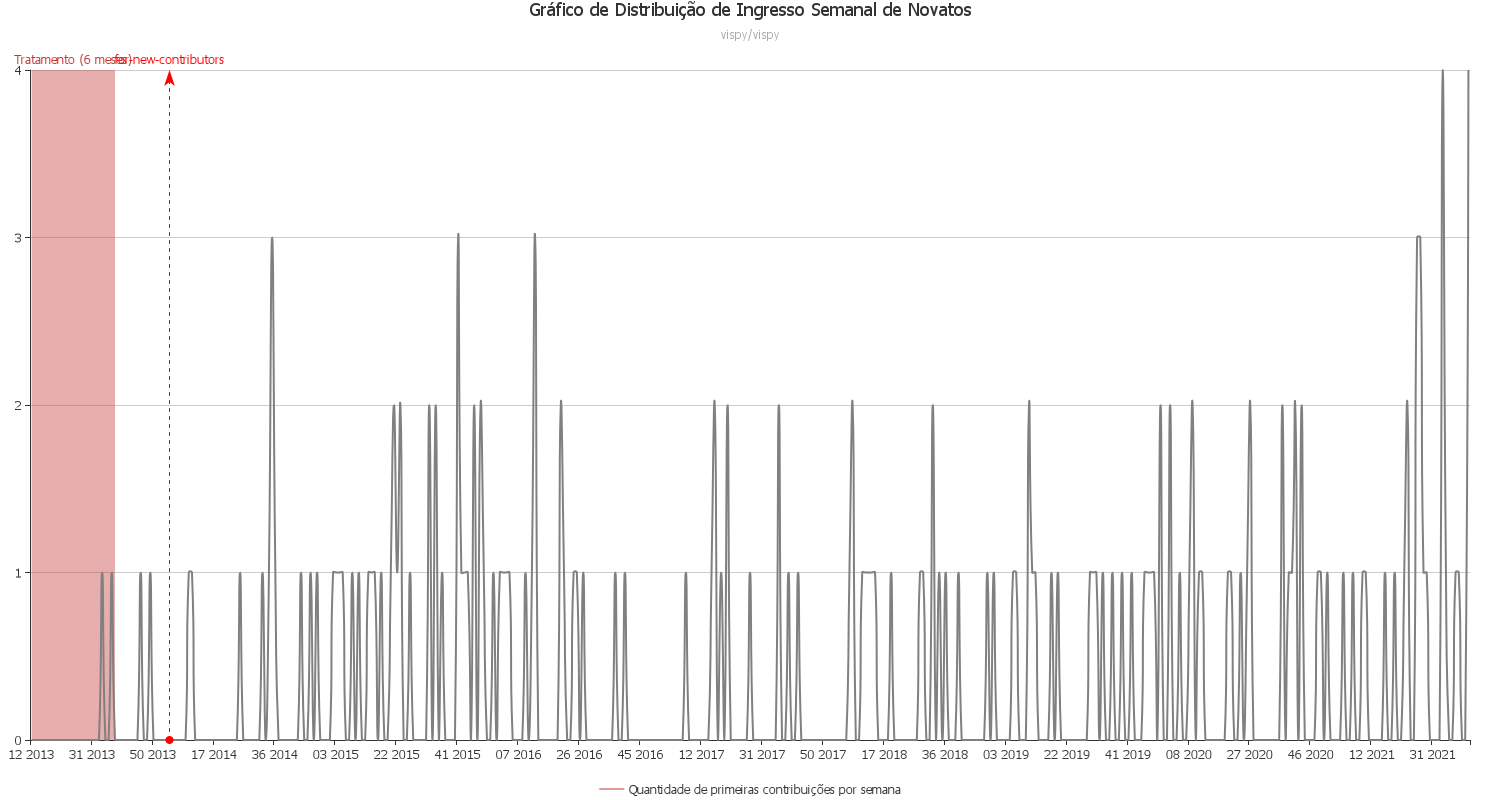 Gráfico de Distribuição de Ingresso Semanal de Novatos
vispy/vispy
Tratamento (6 meses)
for-new-contributors
4
3
2
1
0
12 2013 31 2013 50 2013 17 2014 36 2014 03 2015 22 2015 41 2015 07 2016 26 2016 45 2016 12 2017 31 2017 50 2017 17 2018 36 2018 03 2019 22 2019 41 2019 08 2020 27 2020 46 2020 12 2021 31 2021
Quantidade de primeiras contribuições por semana